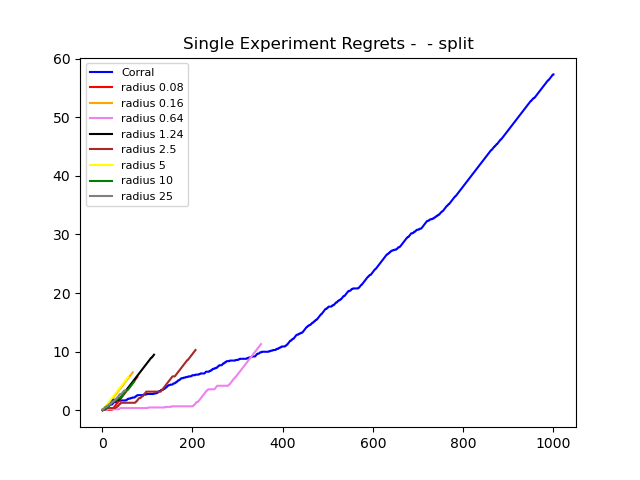 Single Experiment Regrets -  - split
60
50
40
30
20
10
0
Corral
radius 0.08
radius 0.16
radius 0.64
radius 1.24
radius 2.5
radius 5
radius 10
radius 25
0 200 400 600 800 1000